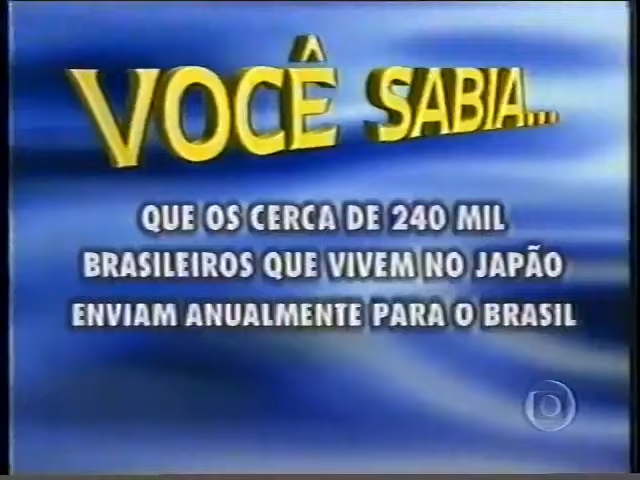 VOCÊ SABIA...
QUE OS CERCA DE 240 MIL
BRASILEIROS QUE VIVEM NO JAPÃO
ENVIAM ANUALMENTE PARA O BRASIL